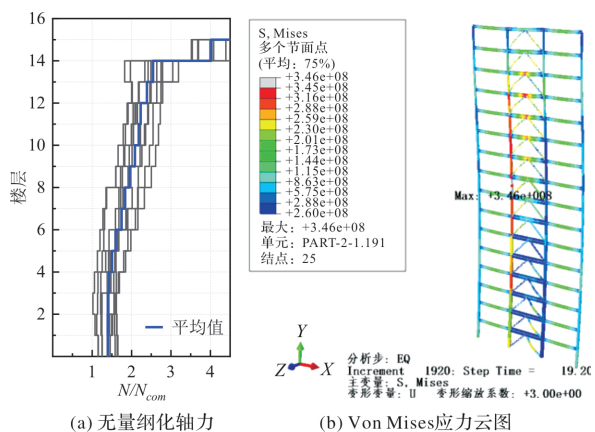 16
14
12
10
8
6
4
2
楼层
平均值
1 2 3 4
N/Ncom
(a) 无量纲化轴力
S, Mises
多个节面点
(平均: 75%)
+3.46e+08
+3.45e+08
+3.16e+08
+2.88e+08
+2.59e+08
+2.30e+08
+2.01e+08
+1.73e+08
+1.44e+08
+1.15e+08
+8.63e+07
+5.75e+07
+2.88e+08
+2.60e+08
最大: +3.46e+08
单元: PART-2-1.191
结点: 25
Max: +3.46e+008
Y
Z X
分析步: EQ
Increment 1920: Step Time = 19.20
主变量: S, Mises
变形变量: U 变形缩放系数: +3.00e+00
(b) Von Mises应力云图